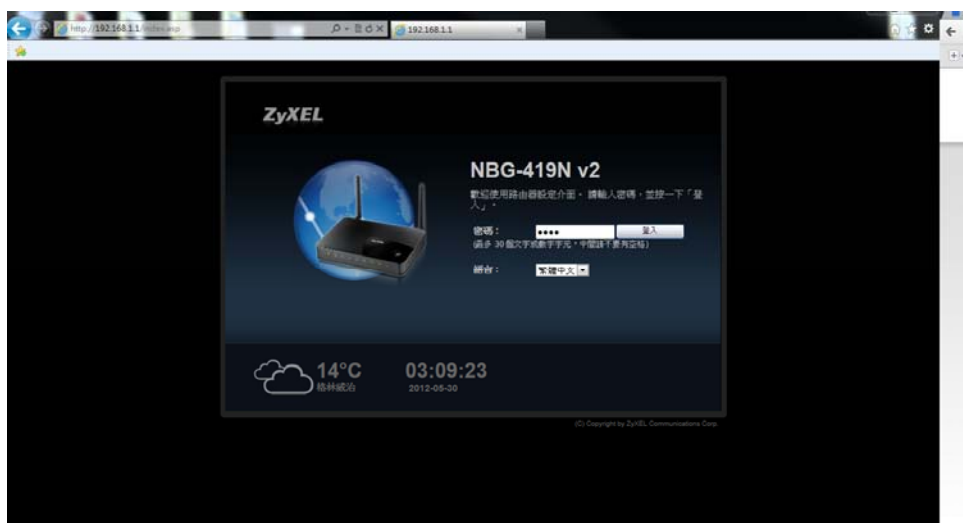 http://192.168.1.1/index.asp
192.168.1.1
ZyXEL
NBG-419N v2
歡迎使用路由器設定介面。 請輸入密碼，並按一下「登
入」。
密碼： •••• 登入
(最多 30 個文字或數字字元，中間請不要有空格)
語言： 繁體中文
14°C 03:09:23
格林威治 2012-05-30
(C) Copyright by ZyXEL Communications Corp.